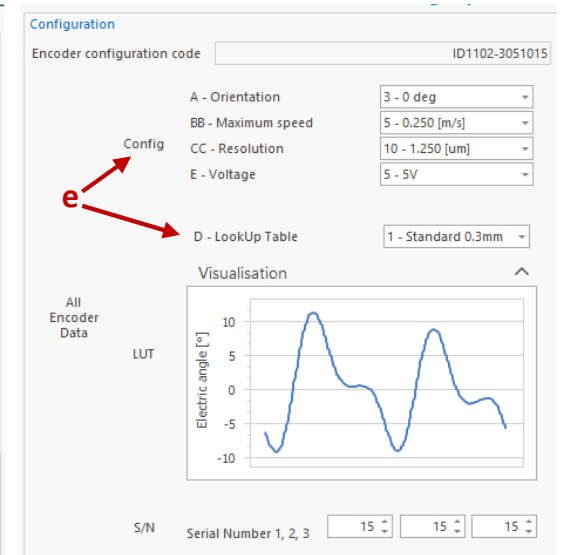 Configuration
Encoder configuration code ID1102-3051015
A - Orientation 3 - 0 deg
BB - Maximum speed 5 - 0.250 [m/s]
Config CC - Resolution 10 - 1.250 [um]
E - Voltage 5 - 5V
e
D - LookUp Table 1 - Standard 0.3mm
Visualisation
All
Encoder
Data
LUT
Electric angle [°]
10
5
0
-5
-10
S/N Serial Number 1, 2, 3 15 15 15